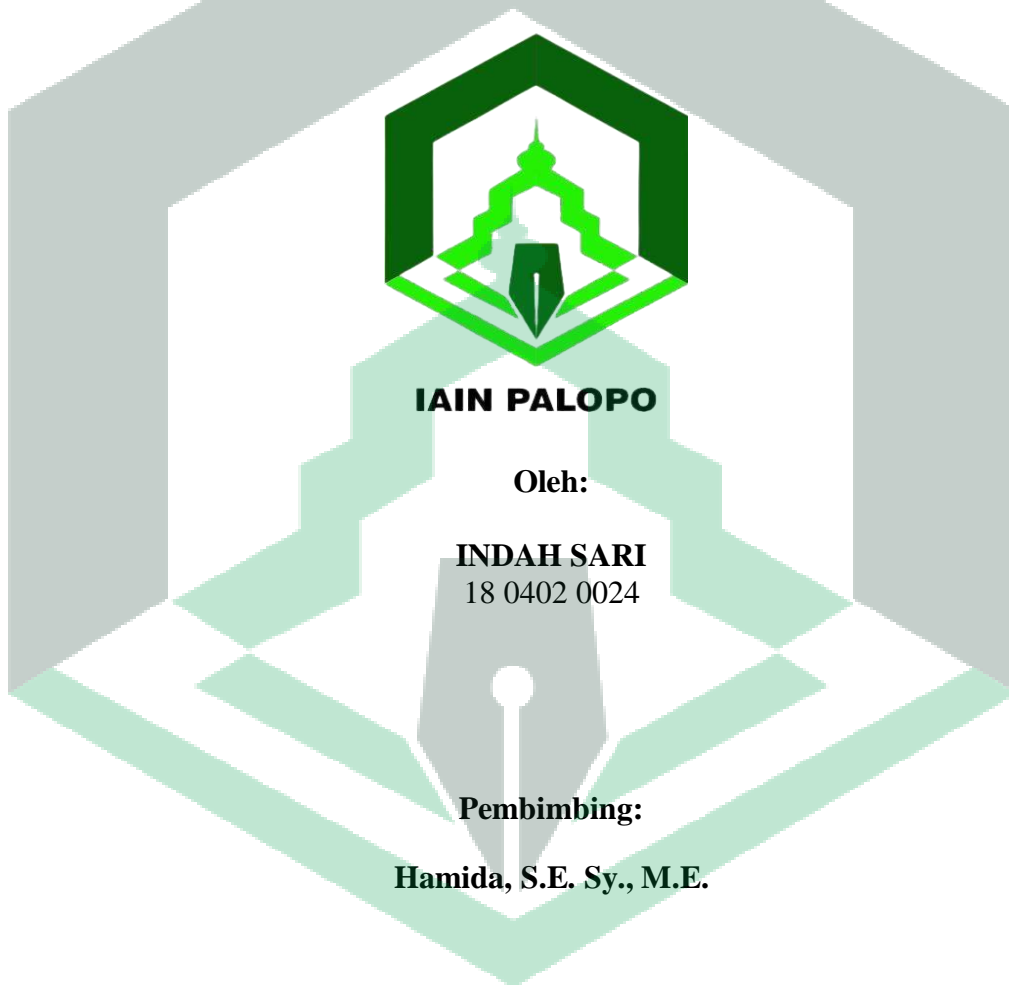 IAIN PALOPO
Oleh:
INDAH SARI
18 0402 0024
Pembimbing:
Hamida, S.E. Sy., M.E.